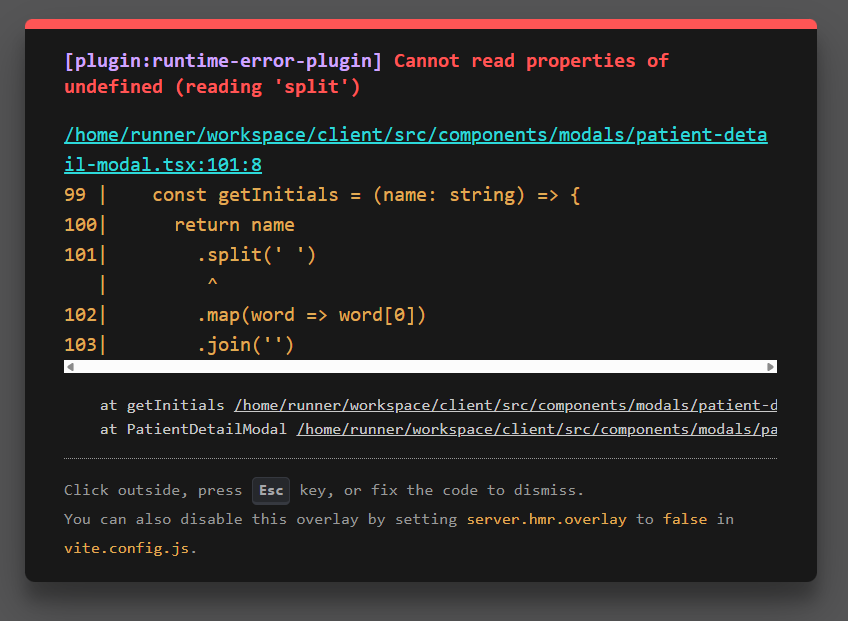 [plugin:runtime-error-plugin] Cannot read properties of
undefined (reading 'split')
/home/runner/workspace/client/src/components/modals/patient-deta
il-modal.tsx:101:8
99 |    const getInitials = (name: string) => {
100|      return name
101|        .split(' ')
   |         ^
102|        .map(word => word[0])
103|        .join('')
at getInitials /home/runner/workspace/client/src/components/modals/patient-d
at PatientDetailModal /home/runner/workspace/client/src/components/modals/pa
Click outside, press Esc key, or fix the code to dismiss.
You can also disable this overlay by setting server.hmr.overlay to false in
vite.config.js.